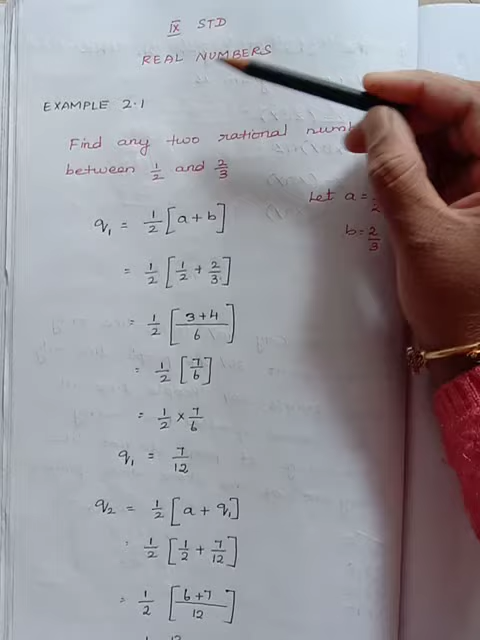 IX STD
REAL NUMBERS
EXAMPLE 2.1
Find any two rational
between 1/2 and 2/3
Let a =
b = 2/3
q₁ = 1/2 [a + b]
= 1/2 [1/2 + 2/3]
= 1/2 [(3+4)/6]
= 1/2 [7/6]
= 1/2 × 7/6
q₁ = 7/12
q₂ = 1/2 [a + q₁]
= 1/2 [1/2 + 7/12]
= 1/2 [(6+7)/12]